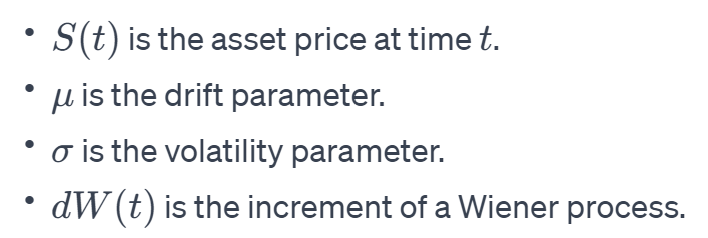 • S(t) is the asset price at time t.
• μ is the drift parameter.
• σ is the volatility parameter.
• dW(t) is the increment of a Wiener process.